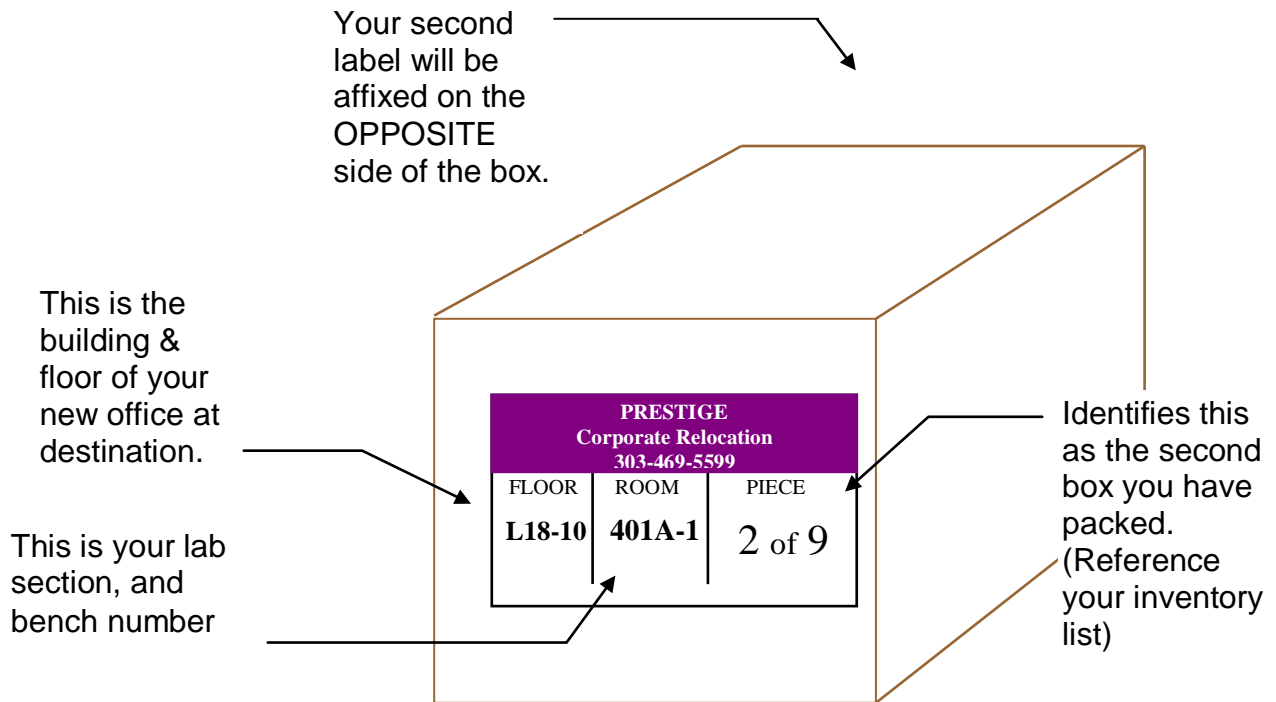 Your second
label will be
affixed on the
OPPOSITE
side of the box.
This is the
building &
floor of your
new office at
destination.
This is your lab
section, and
bench number
PRESTIGE
Corporate Relocation
303-469-5599
FLOOR ROOM PIECE
L18-10 401A-1 2 of 9
Identifies this
as the second
box you have
packed.
(Reference
your inventory
list)